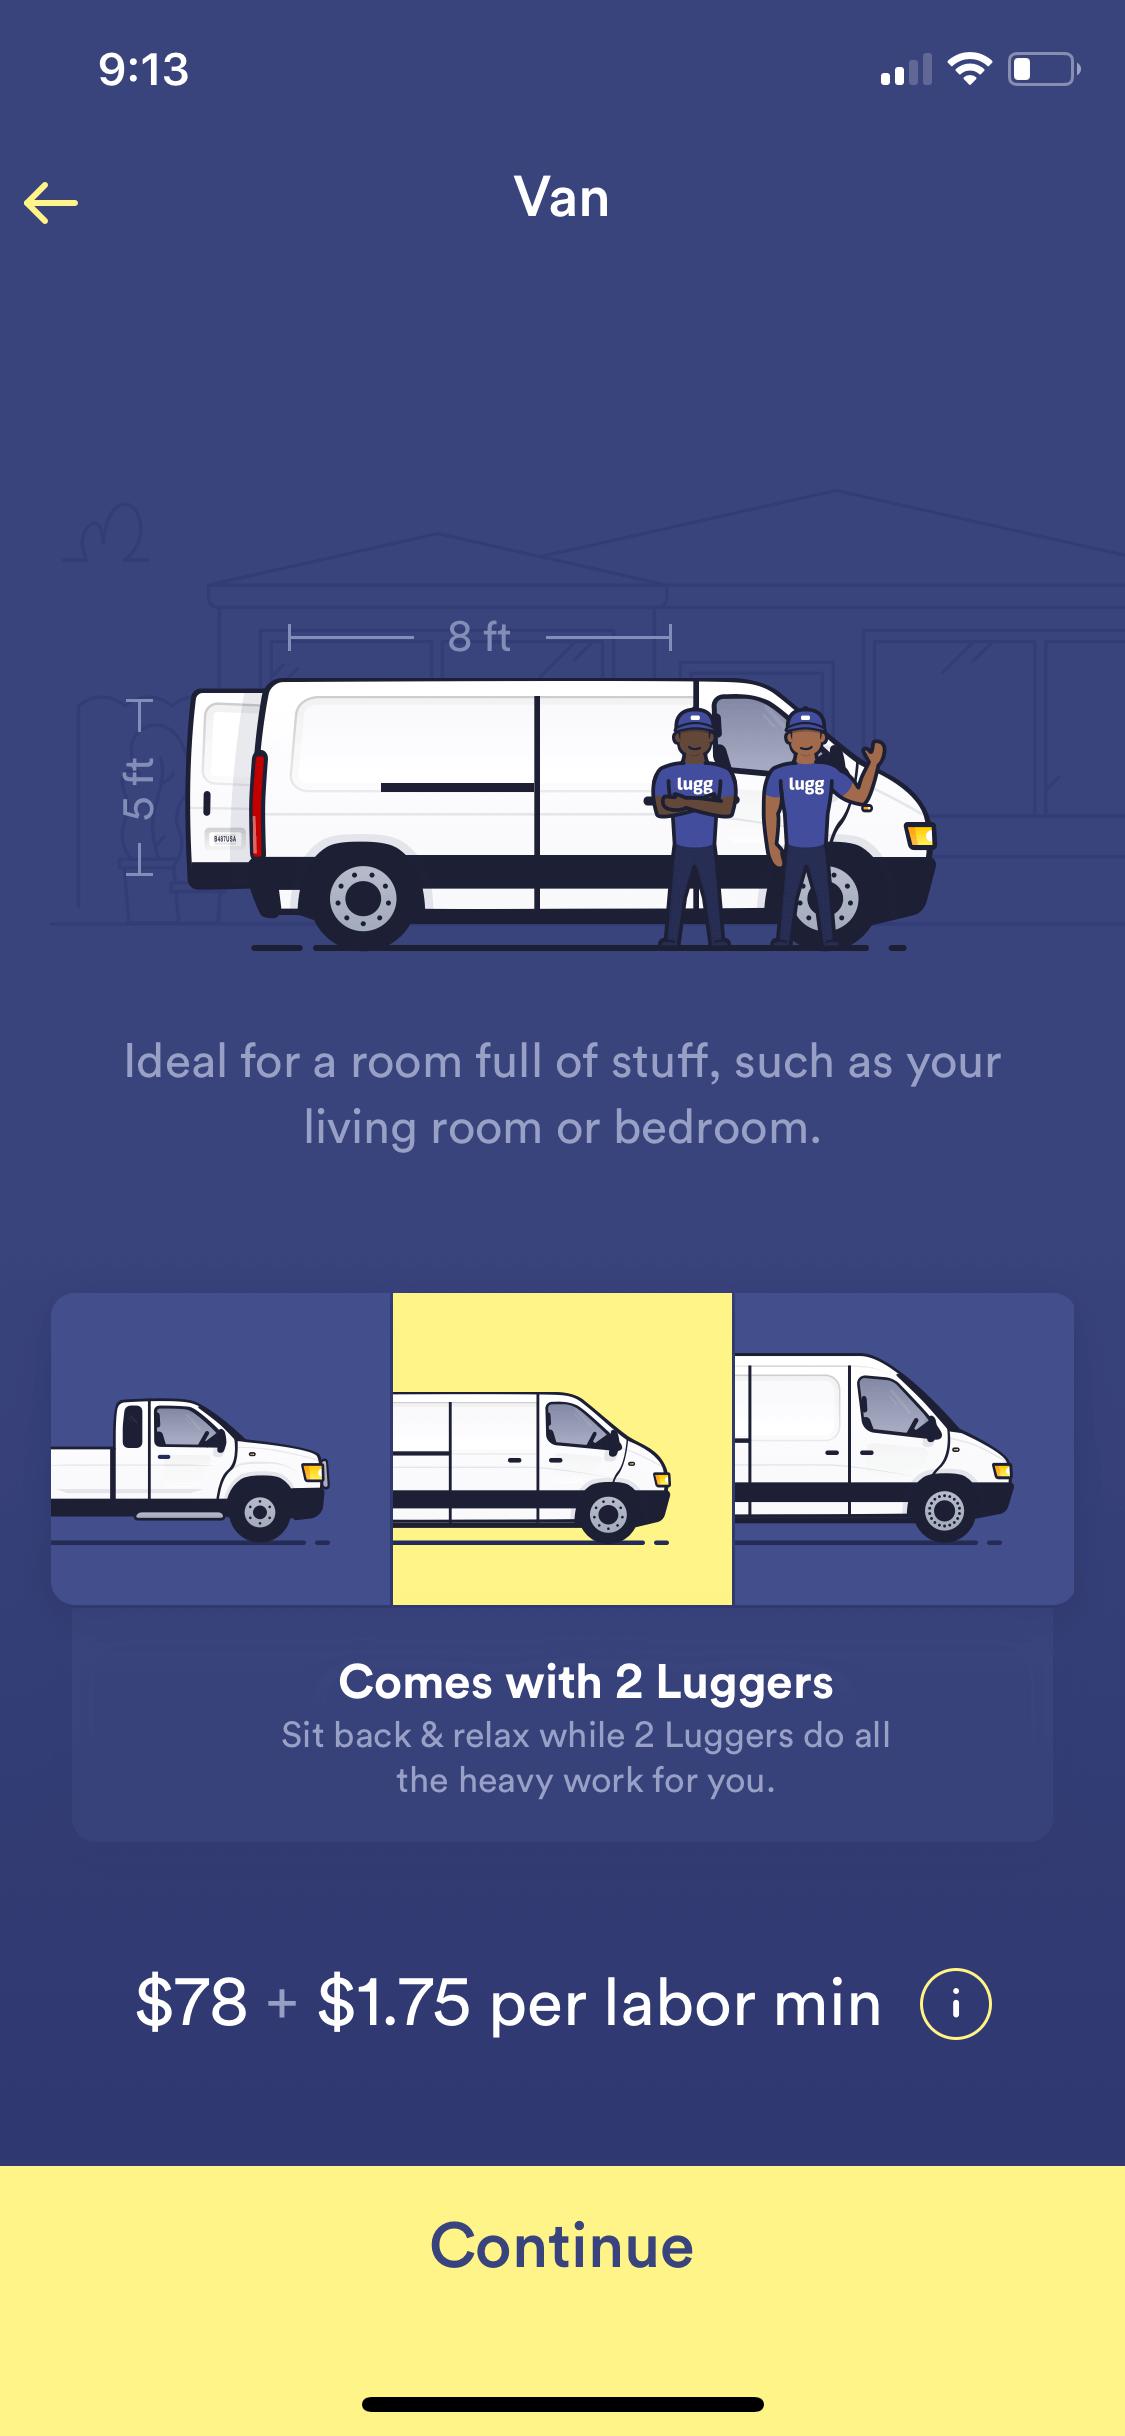 9:13
Van
8 ft
5 ft
lugg
lugg
B497USA
Ideal for a room full of stuff, such as your
living room or bedroom.
Comes with 2 Luggers
Sit back & relax while 2 Luggers do all
the heavy work for you.
$78 + $1.75 per labor min
Continue